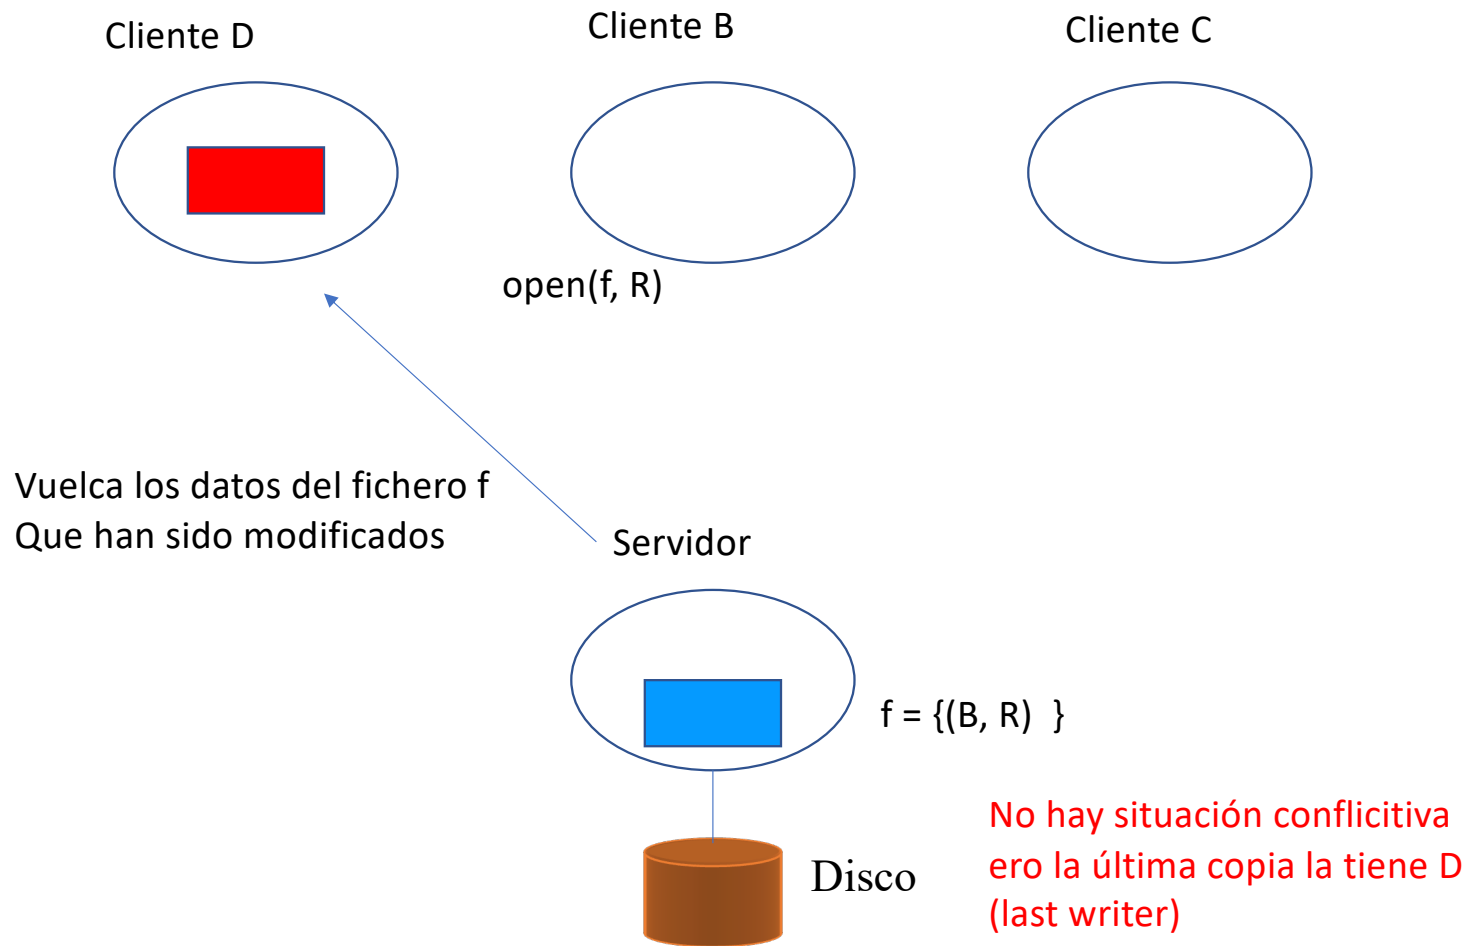 Cliente D
Cliente B
Cliente C
open(f, R)
Vuelca los datos del fichero f
Que han sido modificados
Servidor
f = {(B, R)  }
Disco
No hay situación conflicitiva
ero la última copia la tiene D
(last writer)